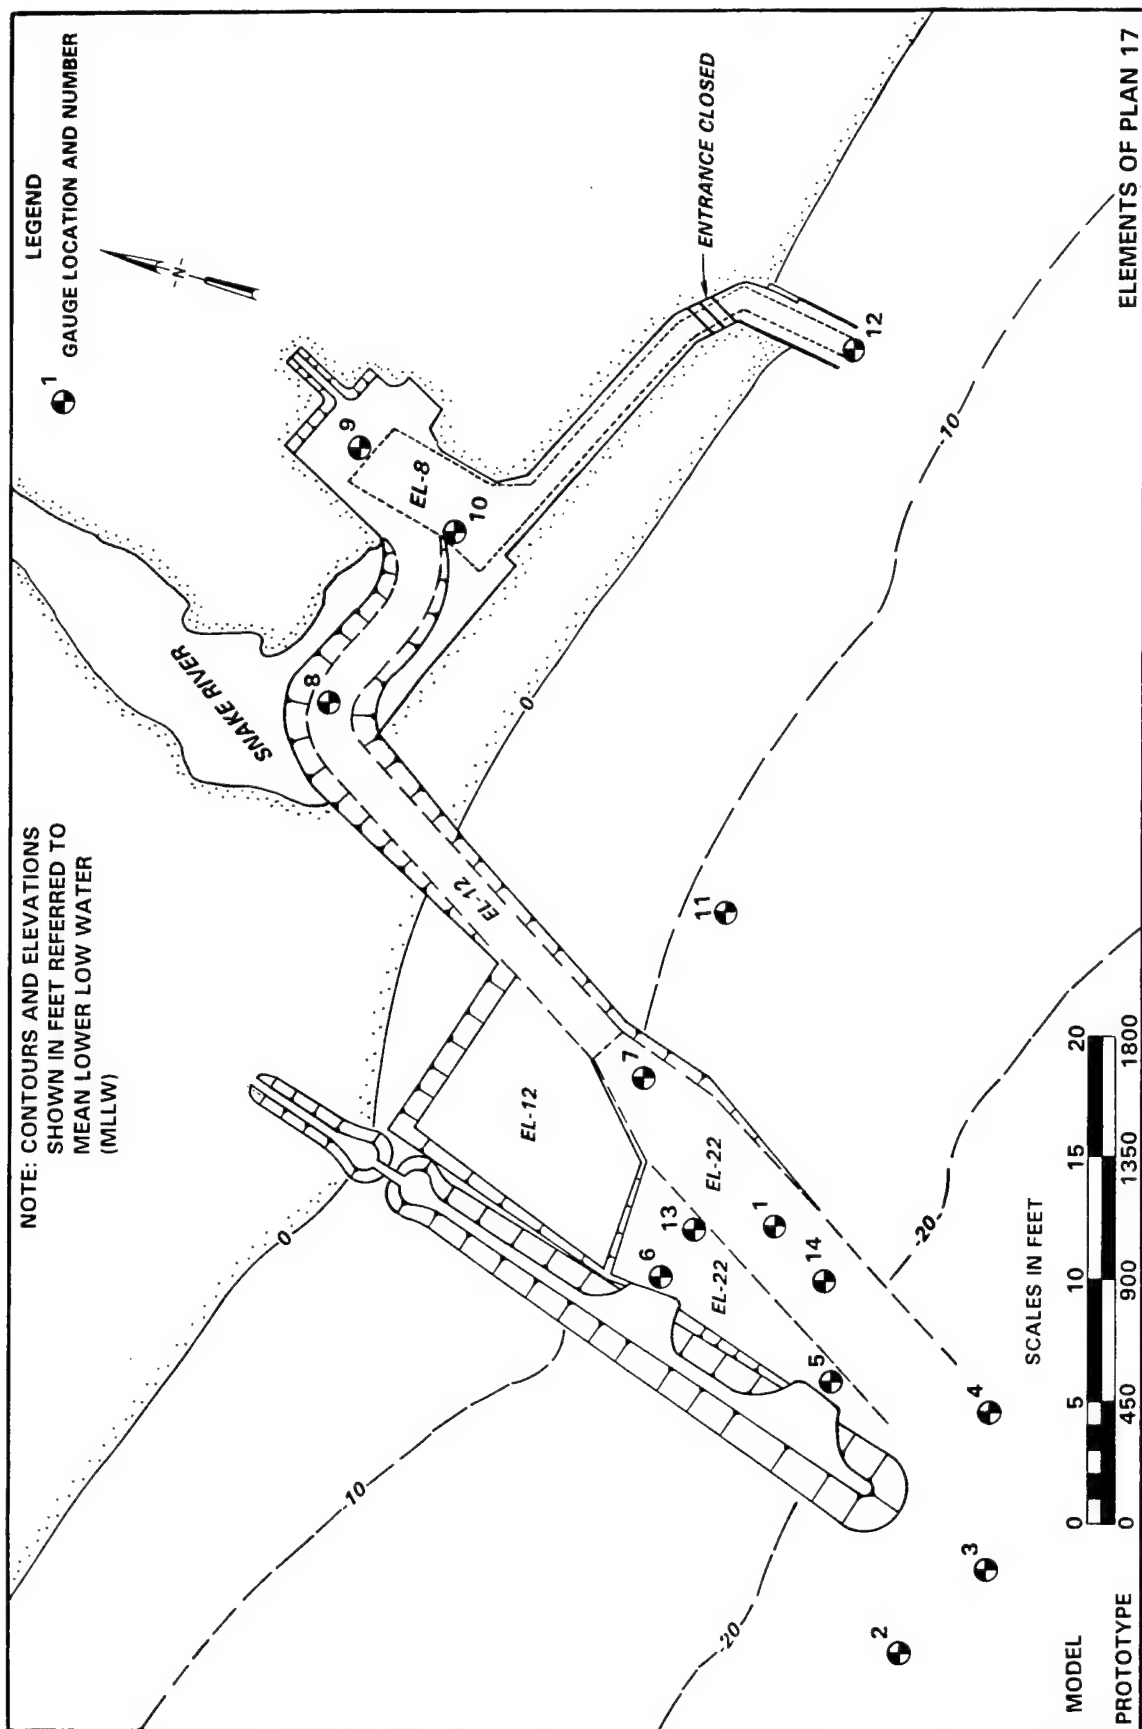 NOTE: CONTOURS AND ELEVATIONS
SHOWN IN FEET REFERRED TO
MEAN LOWER LOW WATER
(MLLW)
LEGEND
1
GAUGE LOCATION AND NUMBER
-N-
SNAKE RIVER
8
9
EL-8
10
0
0
EL-12
EL-12
ENTRANCE CLOSED
7
13
6
EL-22
EL-22
1
14
5
11
12
-10
-10
-20
-20
4
3
2
SCALES IN FEET
MODEL
0 5 10 15 20
PROTOTYPE
0 450 900 1350 1800
ELEMENTS OF PLAN 17